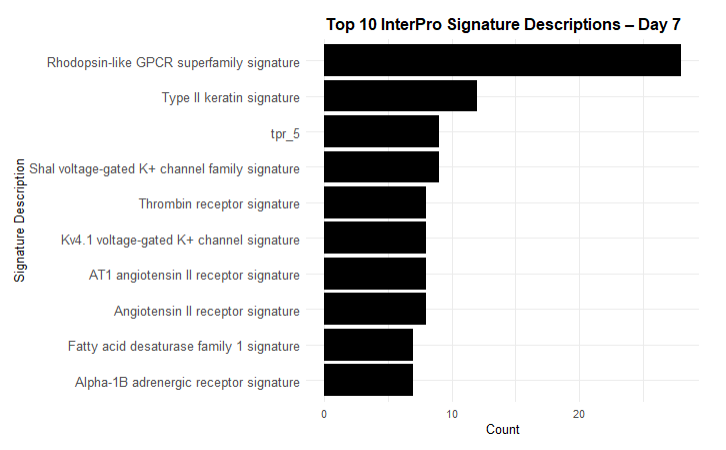 Top 10 InterPro Signature Descriptions – Day 7
Rhodopsin-like GPCR superfamily signature
Type II keratin signature
tpr_5
Shal voltage-gated K+ channel family signature
Thrombin receptor signature
Kv4.1 voltage-gated K+ channel signature
AT1 angiotensin II receptor signature
Angiotensin II receptor signature
Fatty acid desaturase family 1 signature
Alpha-1B adrenergic receptor signature
Signature Description
0 10 20
Count